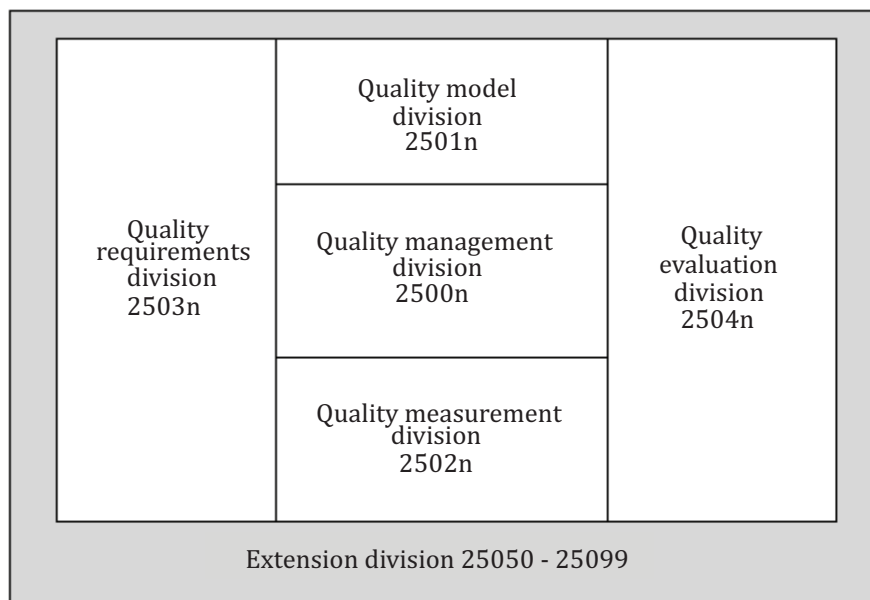 Quality model
division
2501n
Quality
requirements
division
2503n
Quality management
division
2500n
Quality
evaluation
division
2504n
Quality measurement
division
2502n
Extension division 25050 - 25099